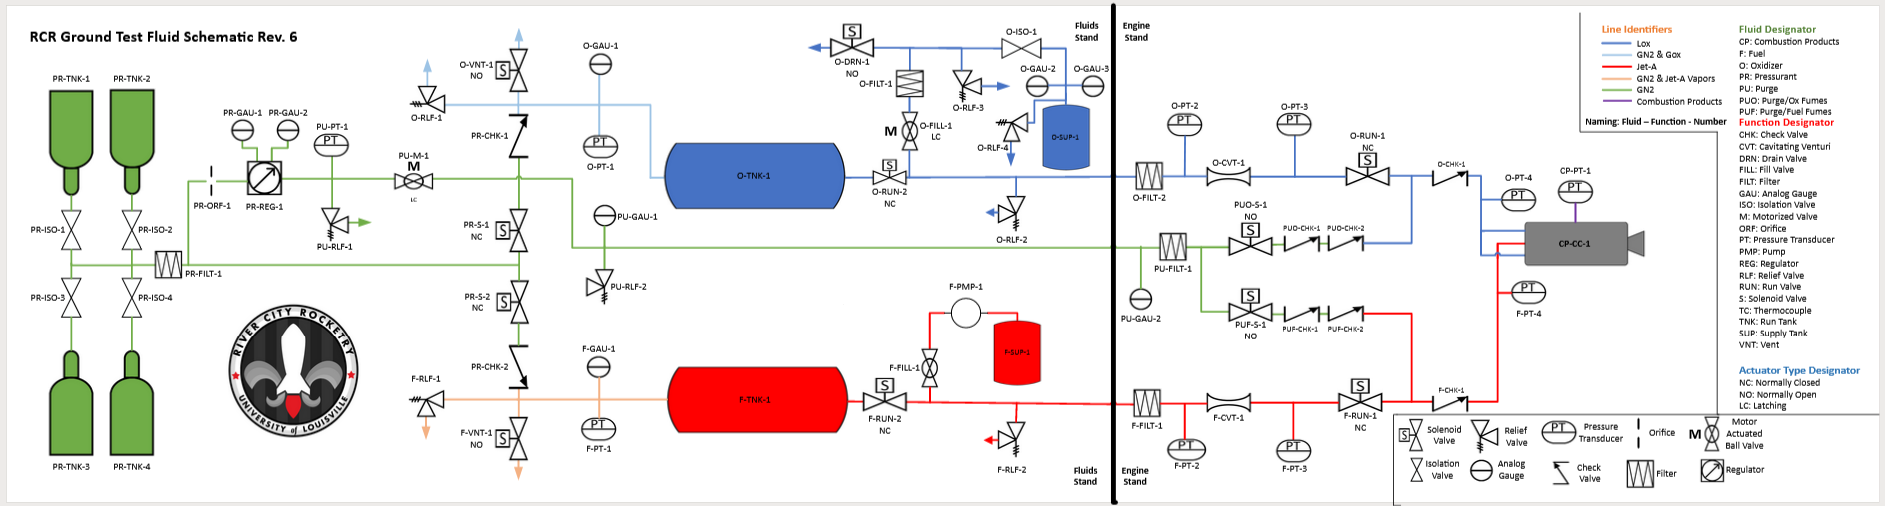 RCR Ground Test Fluid Schematic Rev. 6
PR-TNK-1
PR-TNK-2
PR-GAU-1
PR-GAU-2
PU-PT-1
PT
PU-M-1
M
LC
PR-ORF-1
PR-REG-1
PU-RLF-1
PR-ISO-1
PR-ISO-2
PR-FILT-1
PR-ISO-3
PR-ISO-4
PR-TNK-3
PR-TNK-4
RIVER CITY ROCKETRY
UNIVERSITY of LOUISVILLE
O-VNT-1
NO
S
O-RLF-1
PR-CHK-1
O-GAU-1
PT
O-PT-1
PR-S-1
NC
S
PU-GAU-1
PU-RLF-2
PR-S-2
NC
S
PR-CHK-2
F-GAU-1
F-RLF-1
F-VNT-1
NO
S
PT
F-PT-1
O-TNK-1
F-TNK-1
S
O-DRN-1
NO
O-ISO-1
O-FILT-1
O-RLF-3
O-GAU-2
O-GAU-3
M
O-FILL-1
LC
O-RLF-4
O-SUP-1
S
O-RUN-2
NC
O-RLF-2
F-PMP-1
F-SUP-1
F-FILL-1
S
F-RUN-2
NC
F-RLF-2
Fluids
Stand
Engine
Stand
Fluids
Stand
Engine
Stand
O-PT-2
PT
O-PT-3
PT
O-RUN-1
NC
S
O-FILT-2
O-CVT-1
O-CHK-1
O-PT-4
PT
CP-PT-1
PT
CP-CC-1
PUO-S-1
NO
S
PUO-CHK-1
PUO-CHK-2
PU-FILT-1
PU-GAU-2
S
PUF-S-1
NO
PUF-CHK-1
PUF-CHK-2
PT
F-PT-4
F-FILT-1
F-CVT-1
S
F-RUN-1
NC
F-CHK-1
PT
F-PT-2
PT
F-PT-3
Line Identifiers
Lox
GN2 & Gox
Jet-A
GN2 & Jet-A Vapors
GN2
Combustion Products
Naming: Fluid – Function - Number
Fluid Designator
CP: Combustion Products
F: Fuel
O: Oxidizer
PR: Pressurant
PU: Purge
PUO: Purge/Ox Fumes
PUF: Purge/Fuel Fumes
Function Designator
CHK: Check Valve
CVT: Cavitating Venturi
DRN: Drain Valve
FILL: Fill Valve
FILT: Filter
GAU: Analog Gauge
ISO: Isolation Valve
M: Motorized Valve
ORF: Orifice
PT: Pressure Transducer
PMP: Pump
REG: Regulator
RLF: Relief Valve
RUN: Run Valve
S: Solenoid Valve
TC: Thermocouple
TNK: Run Tank
SUP: Supply Tank
VNT: Vent
Actuator Type Designator
NC: Normally Closed
NO: Normally Open
LC: Latching
S
Solenoid
Valve
Relief
Valve
PT
Pressure
Transducer
Orifice
M
Motor
Actuated
Ball Valve
Isolation
Valve
Analog
Gauge
Check
Valve
Filter
Regulator